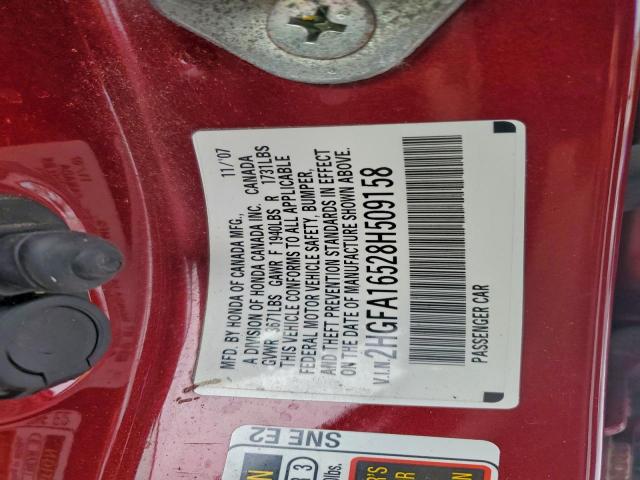 MFD. BY HONDA OF CANADA MFG., 11/'07
A DIVISION OF HONDA CANADA INC. CANADA
GVWR 3671LBS GAWR F 1940LBS R 1731LBS
THIS VEHICLE CONFORMS TO ALL APPLICABLE
FEDERAL MOTOR VEHICLE SAFETY, BUMPER,
AND THEFT PREVENTION STANDARDS IN EFFECT
ON THE DATE OF MANUFACTURE SHOWN ABOVE.
V.I.N. 2HGFA16528H509158
PASSENGER CAR
SNE E2
3
lbs.